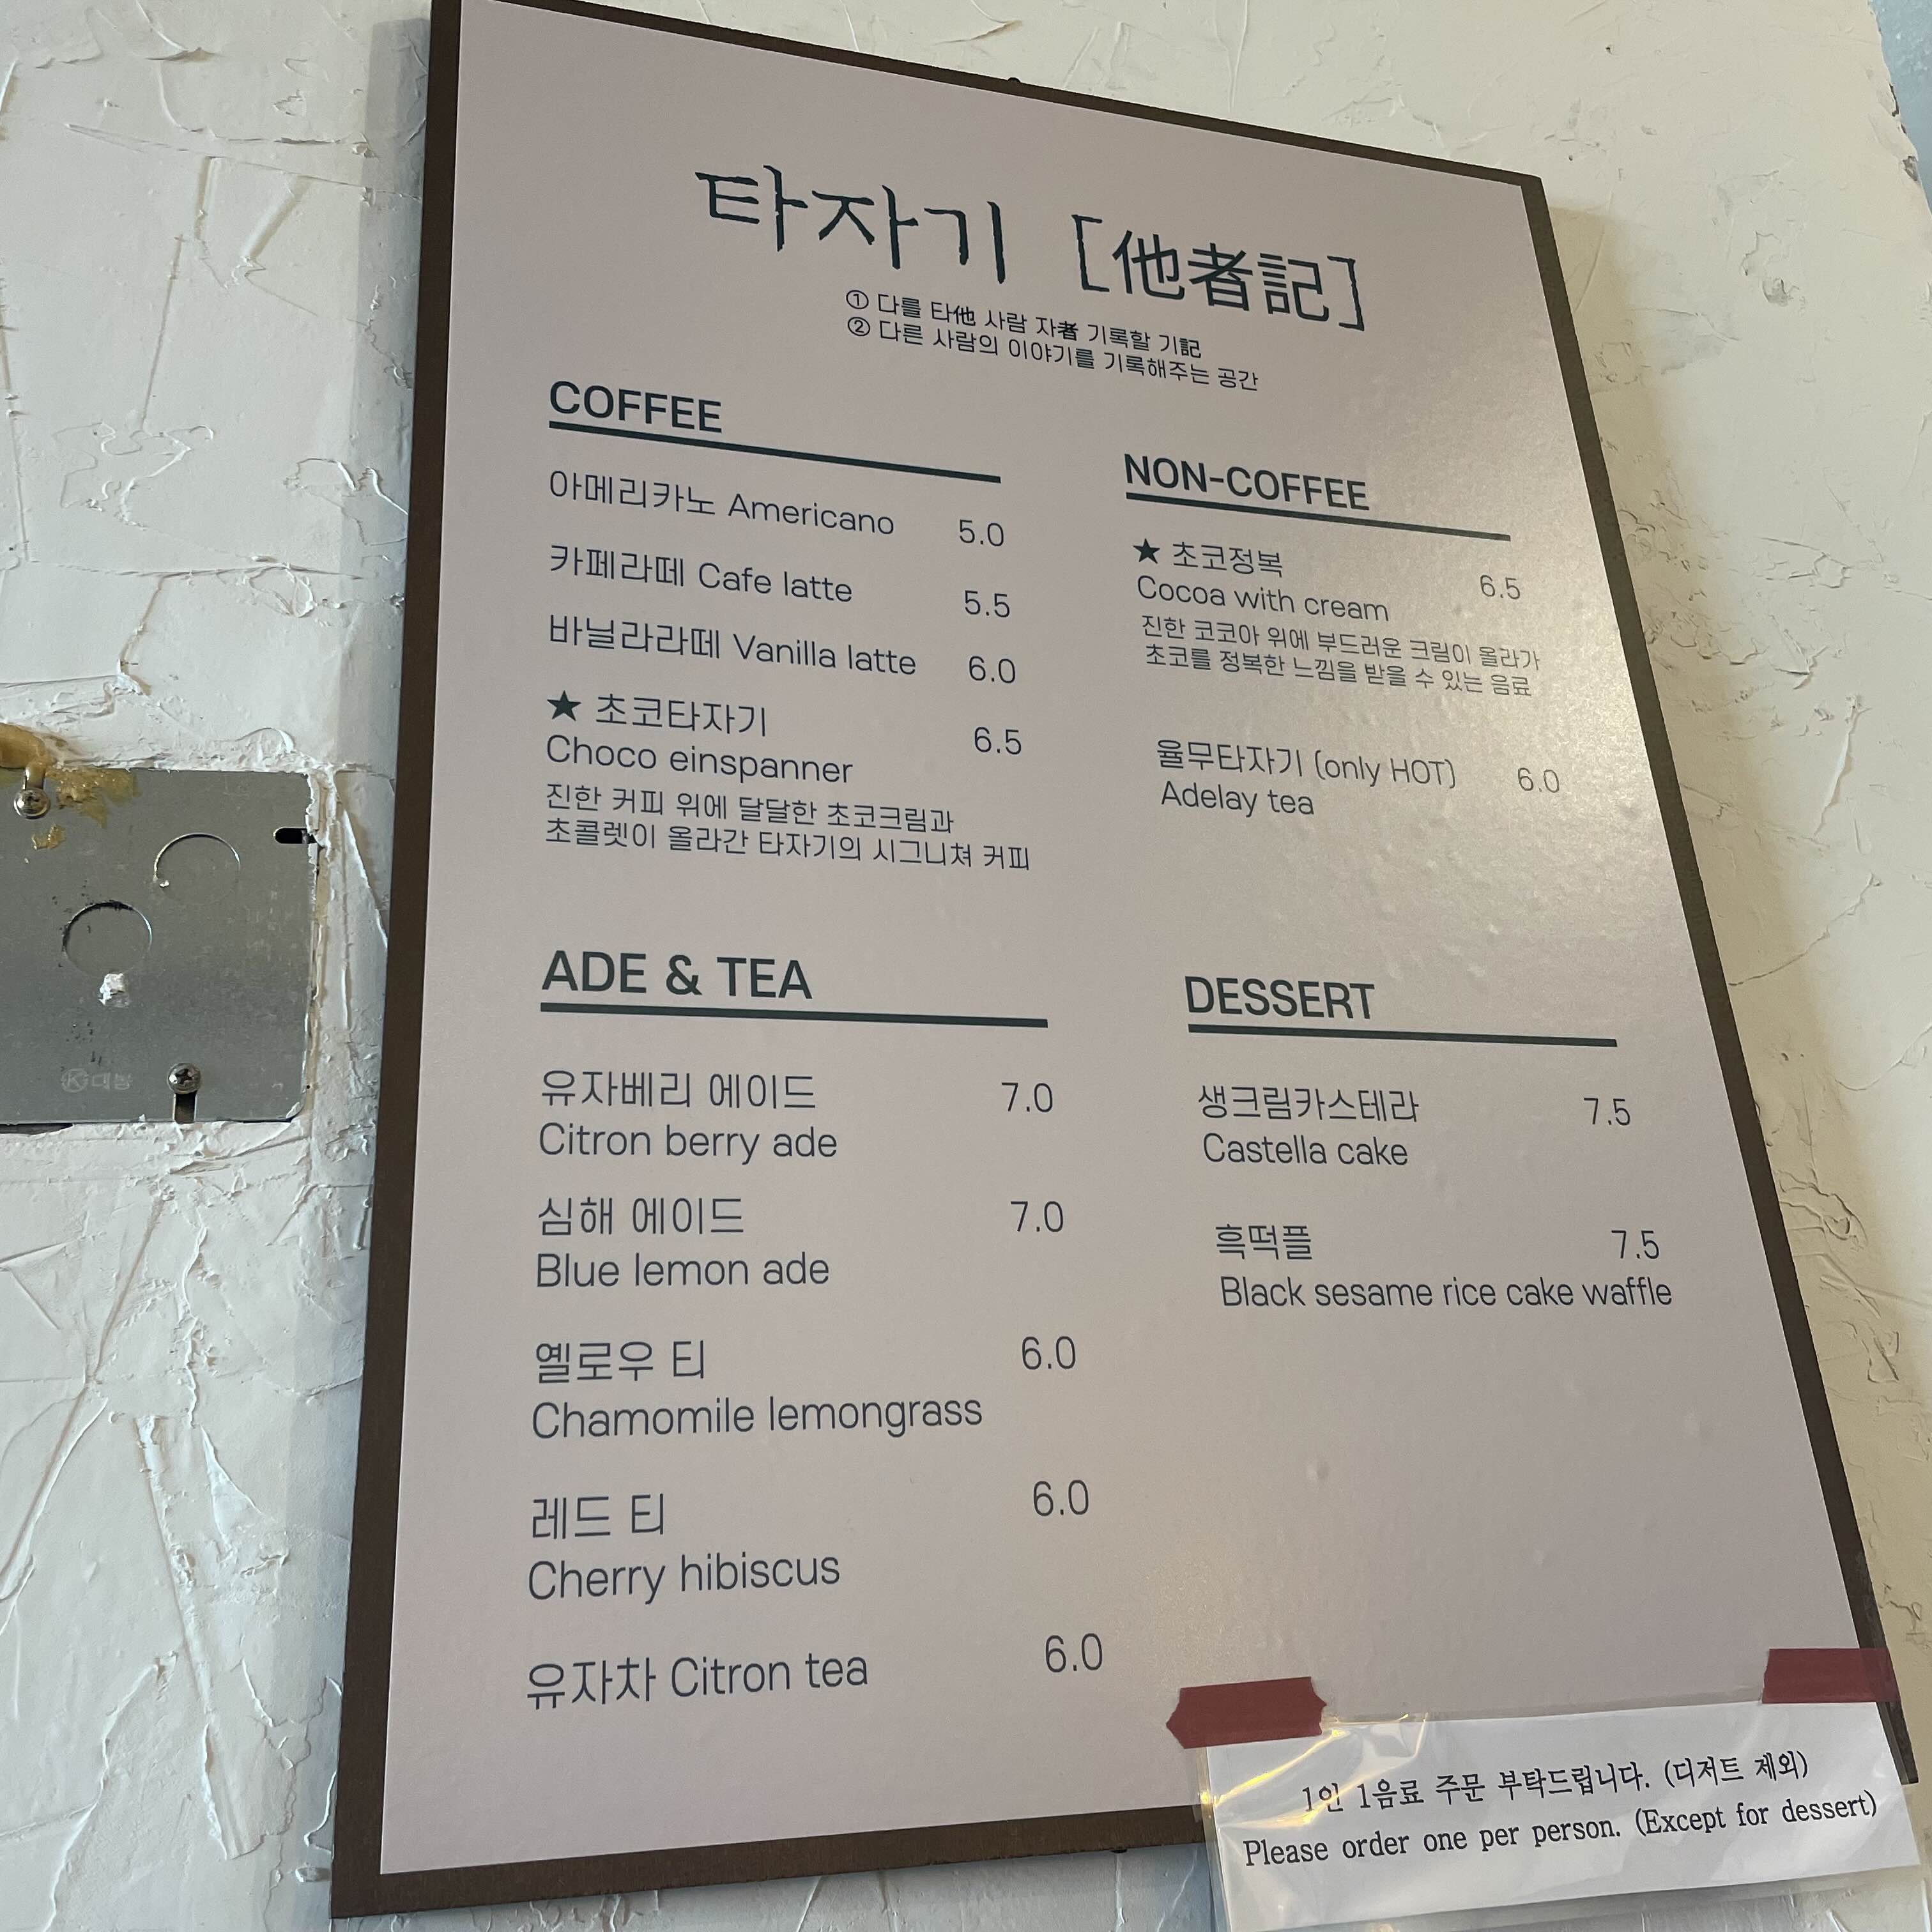 타자기 [他者記]
① 다를 타他 사람 자者 기록할 기記
② 다른 사람의 이야기를 기록해주는 공간
COFFEE
아메리카노 Americano 5.0
카페라떼 Cafe latte 5.5
바닐라라떼 Vanilla latte 6.0
★ 초코타자기 6.5
Choco einspanner
진한 커피 위에 달달한 초코크림과
초콜렛이 올라간 타자기의 시그니쳐 커피
NON-COFFEE
★ 초코정복 6.5
Cocoa with cream
진한 코코아 위에 부드러운 크림이 올라가
초코를 정복한 느낌을 받을 수 있는 음료
율무타자기 (only HOT) 6.0
Adelay tea
ADE & TEA
유자베리 에이드 7.0
Citron berry ade
심해 에이드 7.0
Blue lemon ade
옐로우 티 6.0
Chamomile lemongrass
레드 티 6.0
Cherry hibiscus
유자차 Citron tea 6.0
DESSERT
생크림카스테라 7.5
Castella cake
흑떡플 7.5
Black sesame rice cake waffle
1인 1음료 주문 부탁드립니다. (디저트 제외)
Please order one per person. (Except for dessert)